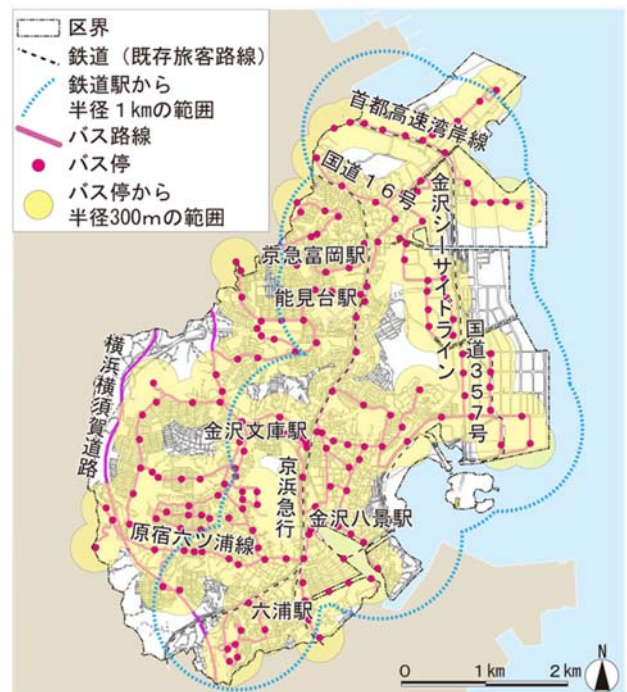 区界
鉄道（既存旅客路線）
鉄道駅から
半径１kmの範囲
バス路線
バス停
バス停から
半径300mの範囲
首都高速湾岸線
国道１６号
金沢シーサイドライン
京急富岡駅
能見台駅
国道３５７号
横浜横須賀道路
金沢文庫駅
京浜急行
金沢八景駅
原宿六ツ浦線
六浦駅
0 1km 2km
N